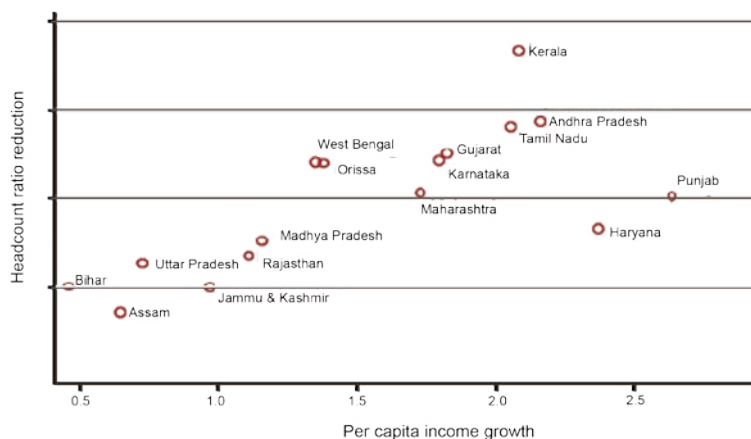 Kerala
Andhra Pradesh
Tamil Nadu
West Bengal
Gujarat
Orissa
Karnataka
Punjab
Maharashtra
Haryana
Madhya Pradesh
Uttar Pradesh
Rajasthan
Bihar
Jammu & Kashmir
Assam
Headcount ratio reduction
0.5 1.0 1.5 2.0 2.5
Per capita income growth